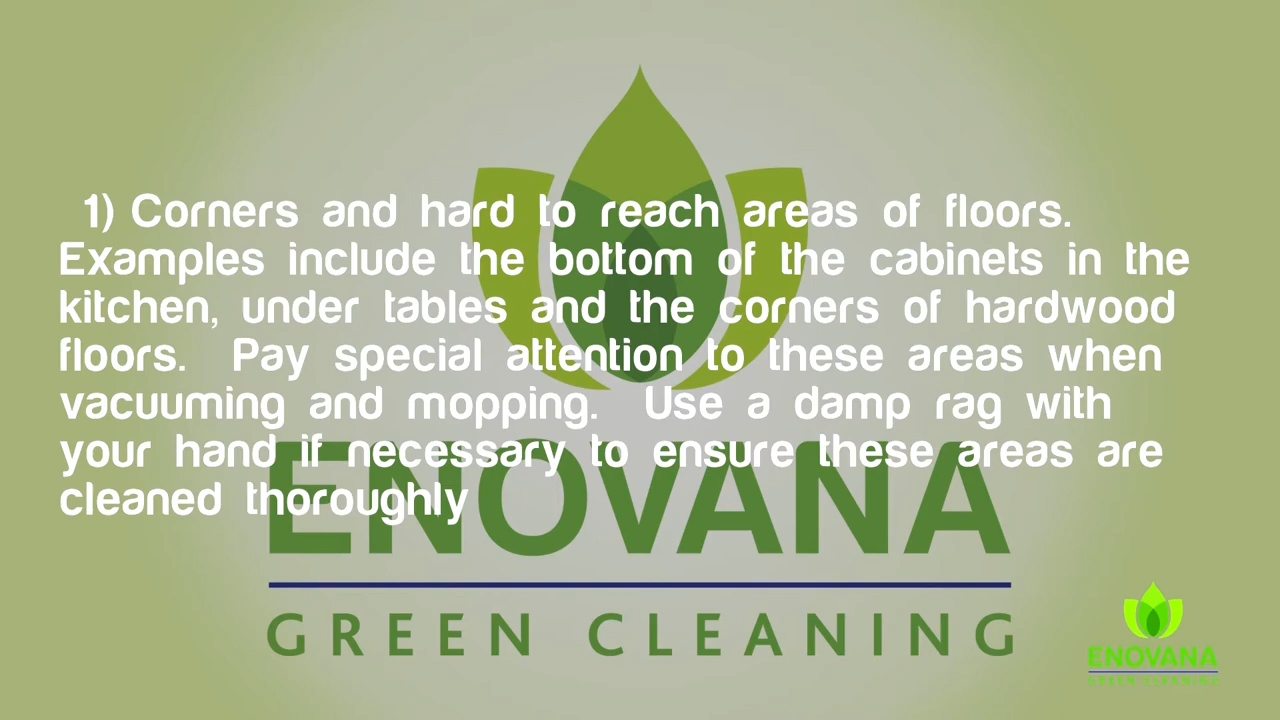 1) Corners and hard to reach areas of floors.
Examples include the bottom of the cabinets in the
kitchen, under tables and the corners of hardwood
floors. Pay special attention to these areas when
vacuuming and mopping. Use a damp rag with
your hand if necessary to ensure these areas are
cleaned thoroughly
ENOVANA
GREEN CLEANING
ENOVANA
GREEN CLEANING